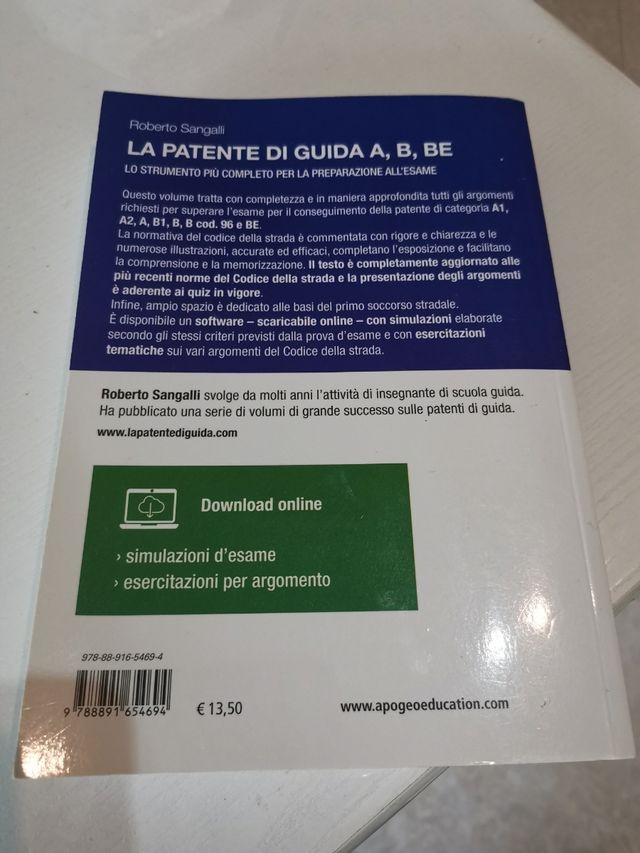 Roberto Sangalli
LA PATENTE DI GUIDA A, B, BE
LO STRUMENTO PIÙ COMPLETO PER LA PREPARAZIONE ALL'ESAME
Questo volume tratta con completezza e in maniera approfondita tutti gli argomenti
richiesti per superare l'esame per il conseguimento della patente di categoria A1,
A2, A, B1, B, B cod. 96 e BE.
La normativa del codice della strada è commentata con rigore e chiarezza e le
numerose illustrazioni, accurate ed efficaci, completano l'esposizione e facilitano
la comprensione e la memorizzazione. Il testo è completamente aggiornato alle
più recenti norme del Codice della strada e la presentazione degli argomenti
è aderente ai quiz in vigore.
Infine, ampio spazio è dedicato alle basi del primo soccorso stradale.
È disponibile un software – scaricabile online – con simulazioni elaborate
secondo gli stessi criteri previsti dalla prova d'esame e con esercitazioni
tematiche sui vari argomenti del Codice della strada.
Roberto Sangalli svolge da molti anni l'attività di insegnante di scuola guida.
Ha pubblicato una serie di volumi di grande successo sulle patenti di guida.
www.lapatentediguida.com
Download online
› simulazioni d'esame
› esercitazioni per argomento
978-88-916-5469-4
9 788891 654694
€ 13,50
www.apogeoeducation.com